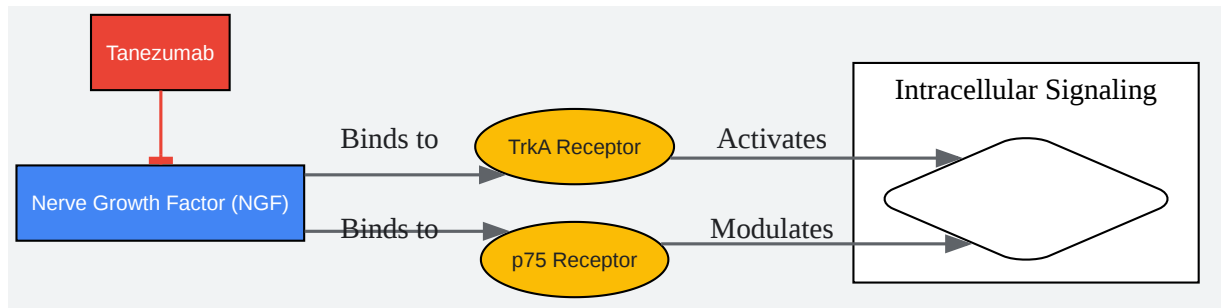 Tanezumab
Nerve Growth Factor (NGF)
Binds to
Binds to
TrkA Receptor
p75 Receptor
Activates
Modulates
Intracellular Signaling